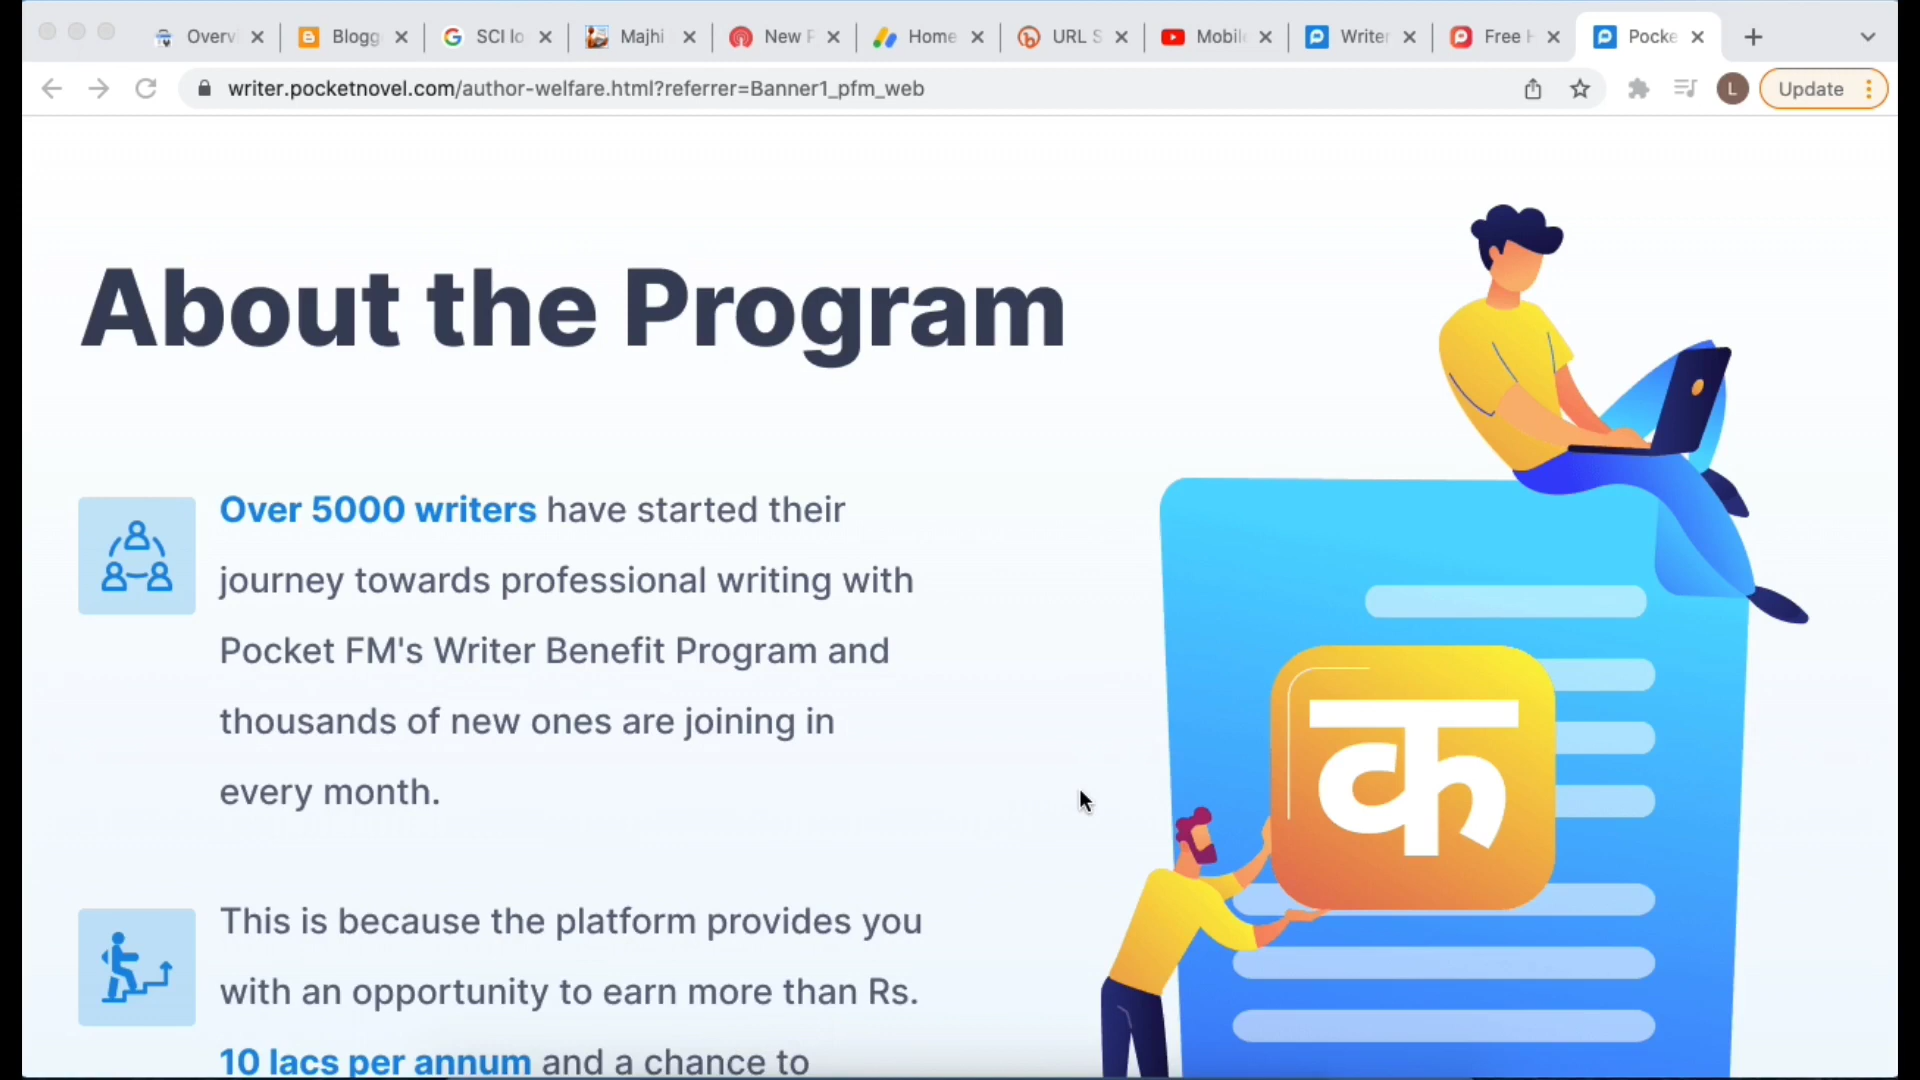 Overv
Blogg
SCI lo
Majhi
New P
Home
URL S
Mobile
Writer
Free H
Pocke
writer.pocketnovel.com/author-welfare.html?referrer=Banner1_pfm_web
L
Update
About the Program
Over 5000 writers have started their
journey towards professional writing with
Pocket FM's Writer Benefit Program and
thousands of new ones are joining in
every month.
क
This is because the platform provides you
with an opportunity to earn more than Rs.
10 lacs per annum and a chance to